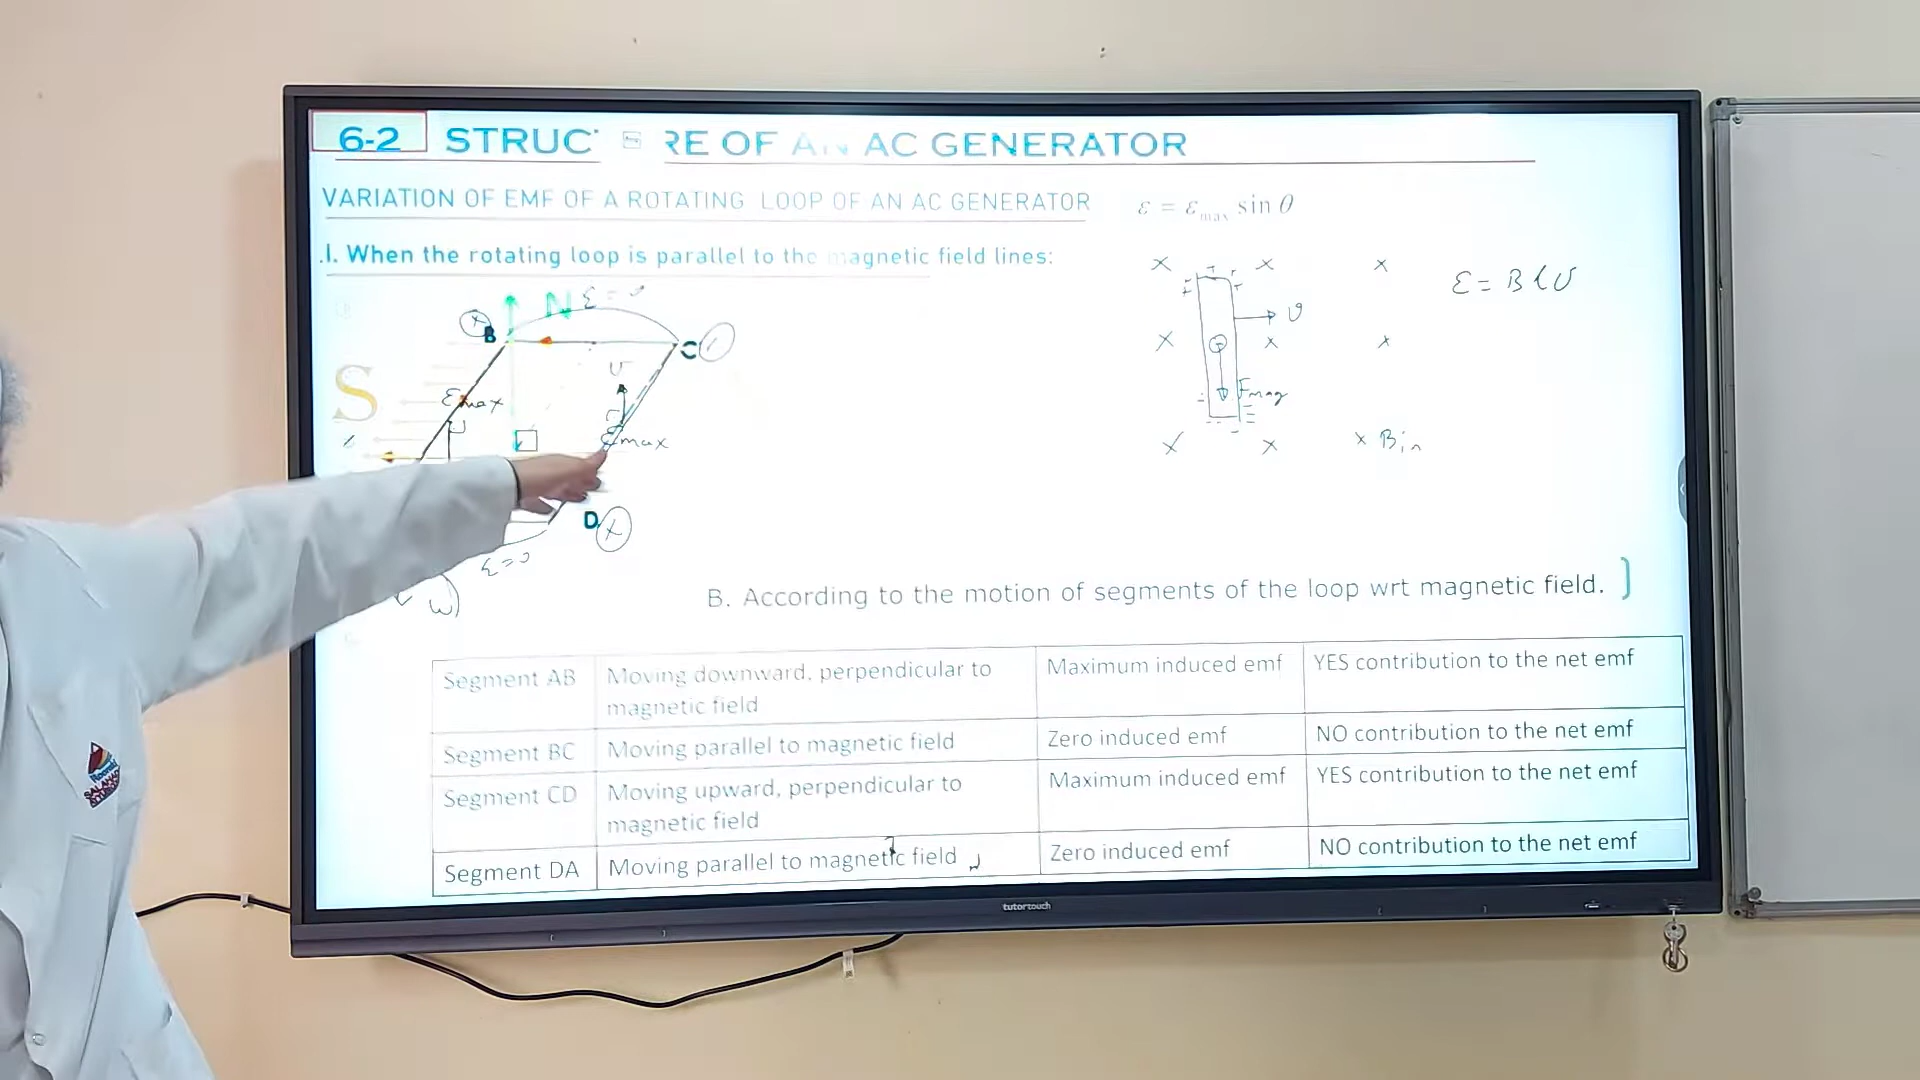 6-2 STRUC RE OF AN AC GENERATOR
VARIATION OF EMF OF A ROTATING LOOP OF AN AC GENERATOR
ε = εmax sin θ
.I. When the rotating loop is parallel to the magnetic field lines:
N ε =
x B
C
S
εmax
υ
εmax
D x
ω
x x x
υ
ε = B l υ
x x x
+
Fmag
x x x Bin
B. According to the motion of segments of the loop wrt magnetic field.
Segment AB Moving downward, perpendicular to magnetic field Maximum induced emf YES contribution to the net emf
Segment BC Moving parallel to magnetic field Zero induced emf NO contribution to the net emf
Segment CD Moving upward, perpendicular to magnetic field Maximum induced emf YES contribution to the net emf
Segment DA Moving parallel to magnetic field Zero induced emf NO contribution to the net emf
tutortouch